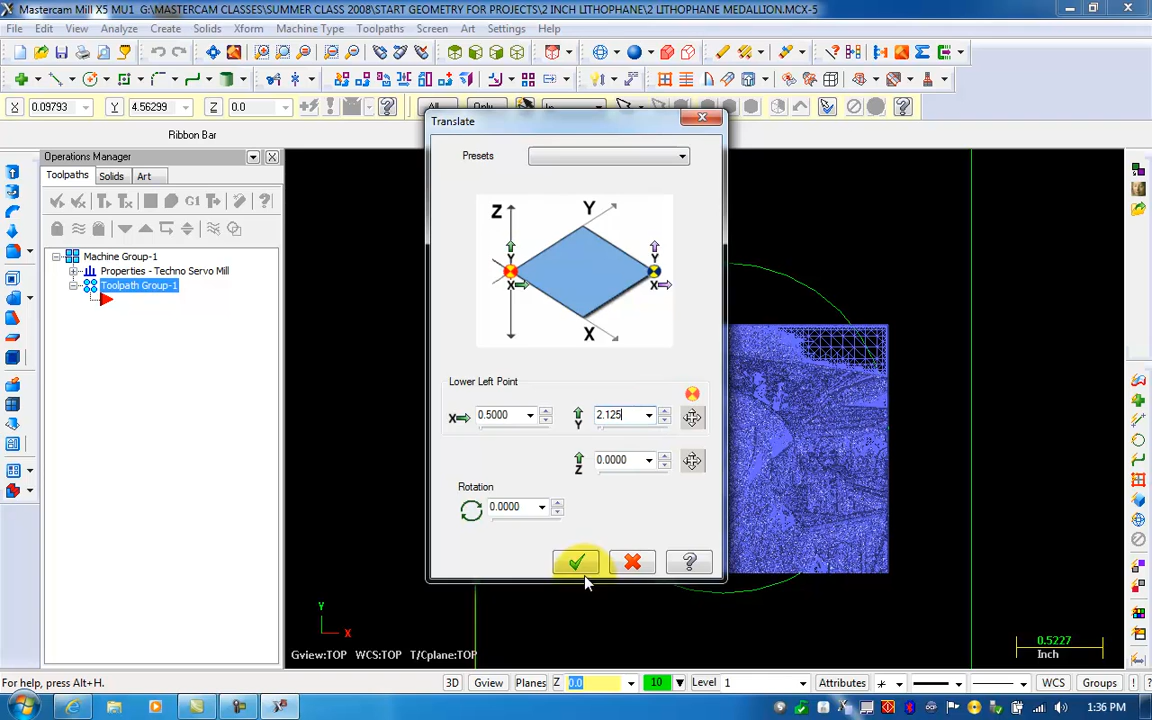 Mastercam Mill X5 MU1 G:\MASTERCAM CLASSES\SUMMER CLASS 2008\START GEOMETRY FOR PROJECTS\2 INCH LITHOPHANE\2 LITHOPHANE MEDALLION.MCX-5
File Edit View Analyze Create Solids Xform Machine Type Toolpaths Screen Art Settings Help
X 0.09793 Y 4.56299 Z 0.0 All Only
Ribbon Bar
Translate
Operations Manager
Presets
Toolpaths Solids Art
G1
Z Y
Machine Group-1
Y Y
Properties - Techno Servo Mill
X X
Toolpath Group-1
X
Lower Left Point
X 0.5000 Y 2.125
Z 0.0000
Rotation
0.0000
Y
X
0.5227
Inch
Gview:TOP WCS:TOP T/Cplane:TOP
For help, press Alt+H. 3D Gview Planes Z 0.0 10 Level 1 Attributes WCS Groups !
1:36 PM